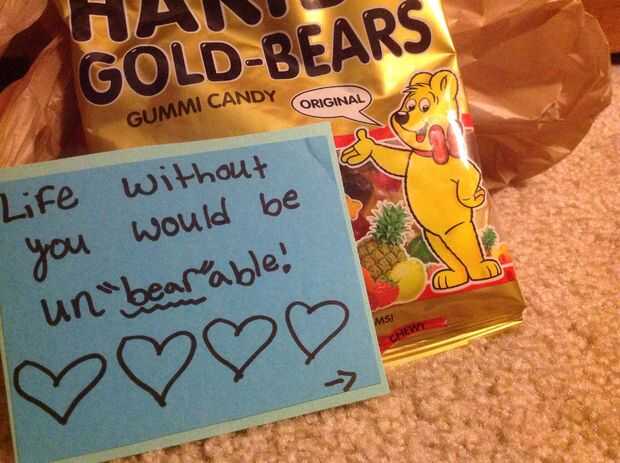 GOLD-BEARS
GUMMI CANDY
ORIGINAL
Life without
you would be
un"bear"able!
CHEWY